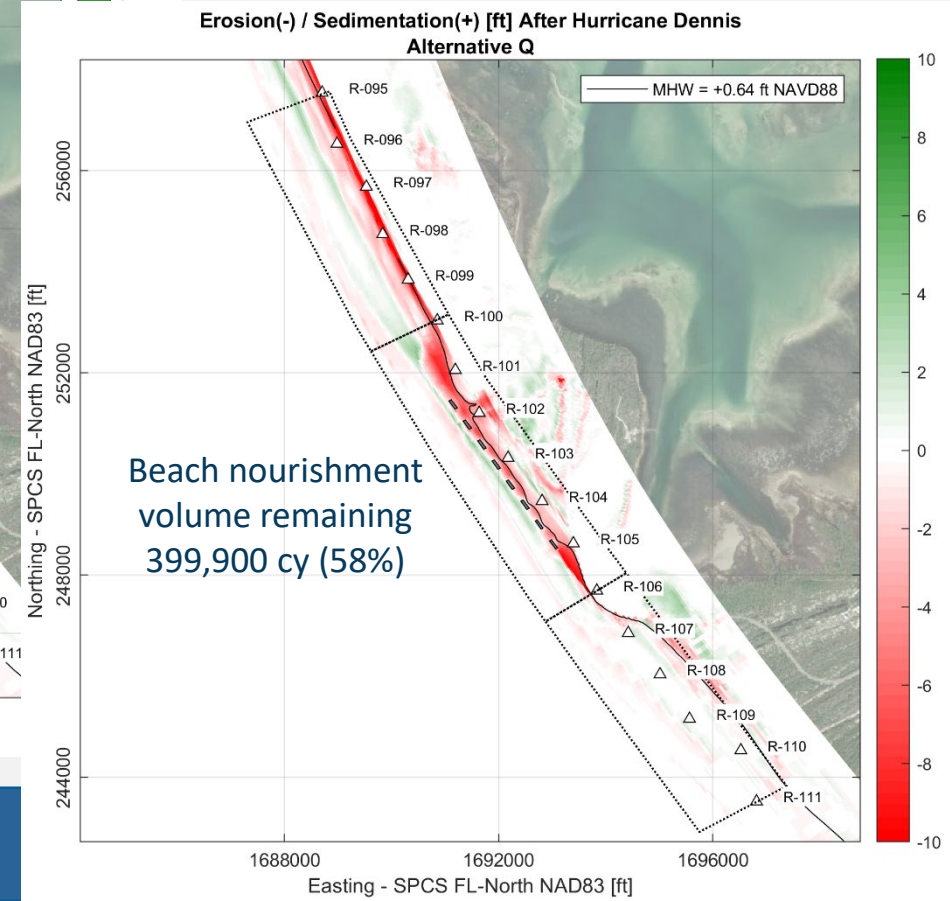 Erosion(-) / Sedimentation(+) [ft] After Hurricane Dennis
Alternative Q
MHW = +0.64 ft NAVD88
R-095
R-096
R-097
R-098
R-099
R-100
R-101
R-102
R-103
R-104
R-105
R-106
R-107
R-108
R-109
R-110
R-111
Beach nourishment
volume remaining
399,900 cy (58%)
Northing - SPCS FL-North NAD83 [ft]
256000
252000
248000
244000
1688000
1692000
1696000
Easting - SPCS FL-North NAD83 [ft]
10
8
6
4
2
0
-2
-4
-6
-8
-10
0
111